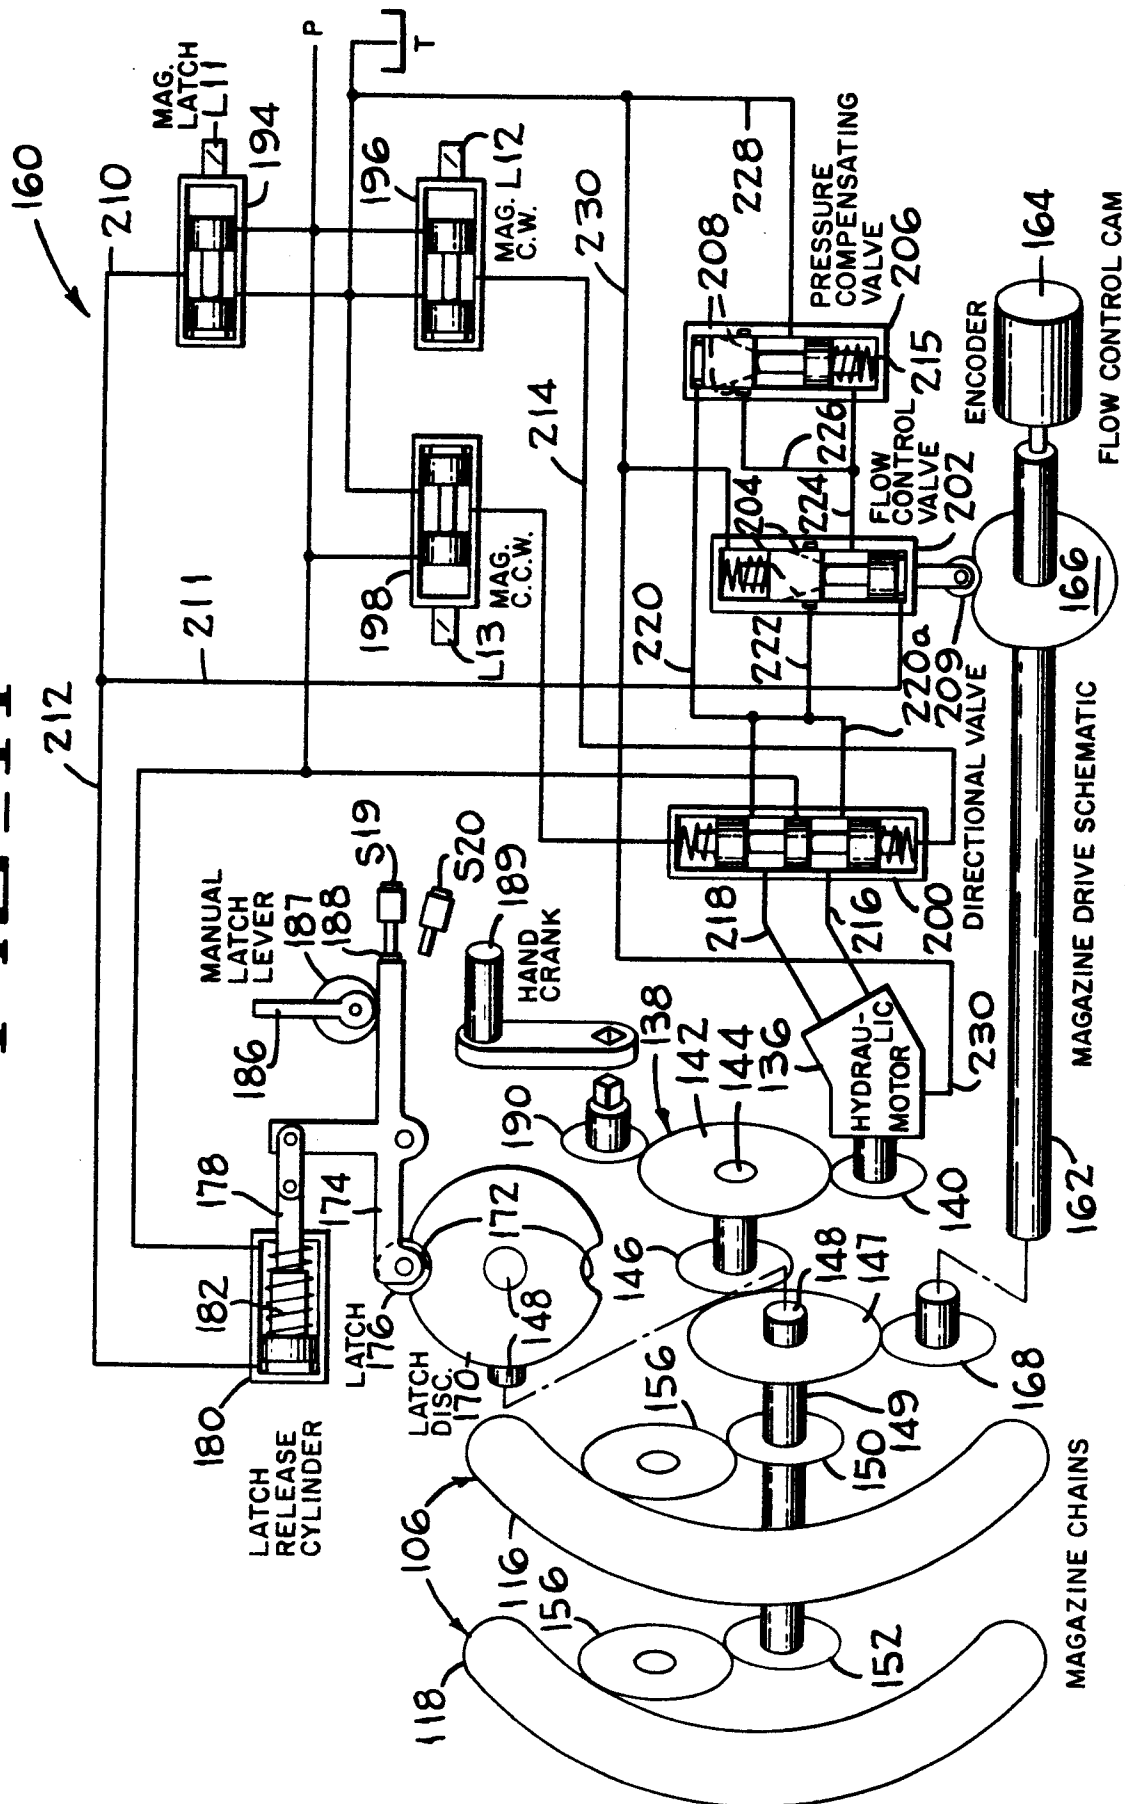 160
MAG.
LATCH
L11
194
210
P
T
196
L12
MAG.
C.W.
198
L13
MAG.
C.C.W.
214
230
228
208
PRESSURE
COMPENSATING
VALVE
206
215
226
224
204
FLOW
CONTROL
VALVE
202
220
222
220a
209
211
212
ENCODER
164
FLOW CONTROL CAM
166
DIRECTIONAL VALVE
200
218
216
MANUAL
LATCH
LEVER
187
188
186
S19
S20
189
HAND
CRANK
190
138
142
144
136
HYDRAU-
LIC
MOTOR
230
140
146
148
147
162
MAGAZINE DRIVE SCHEMATIC
178
174
182
180
LATCH
RELEASE
CYLINDER
LATCH
176
172
148
LATCH
DISC.
170
156
149
150
168
106
116
156
118
152
MAGAZINE CHAINS